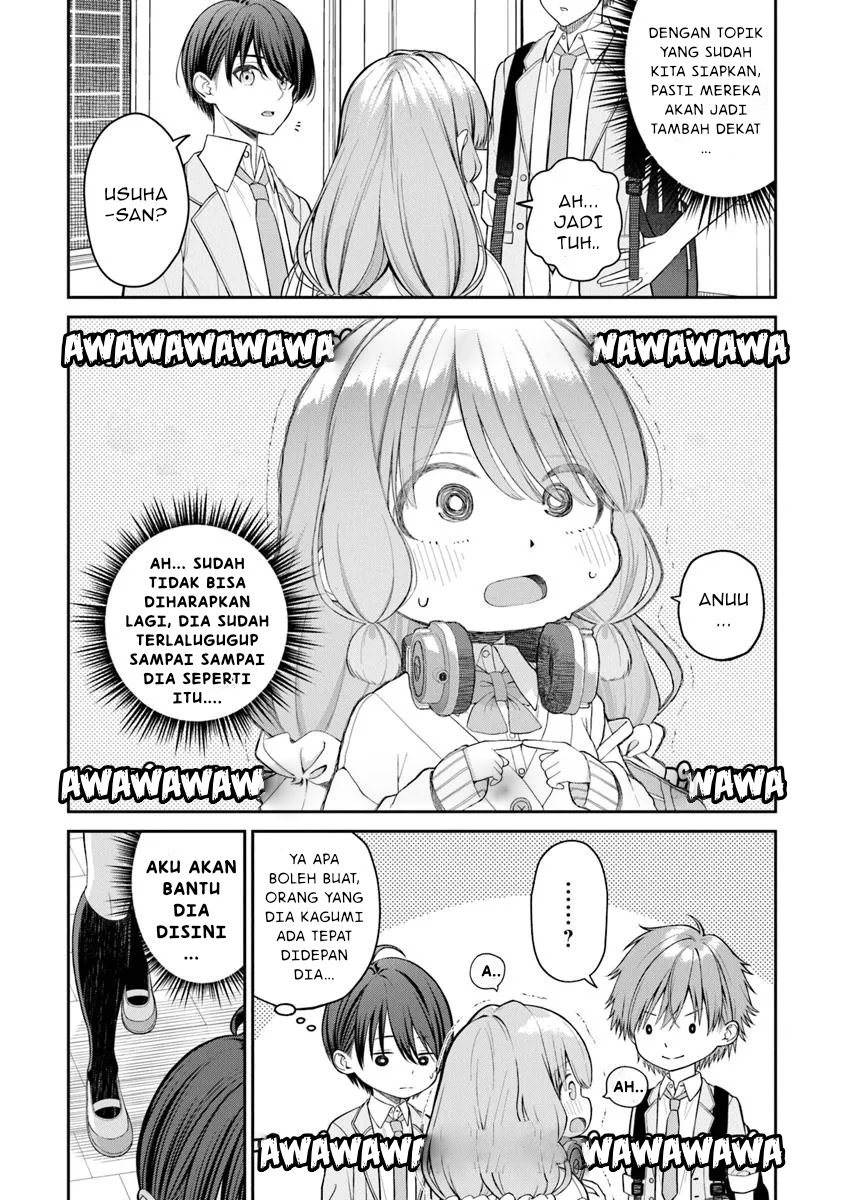 DENGAN TOPIK
YANG SUDAH
KITA SIAPKAN,
PASTI MEREKA
AKAN JADI
TAMBAH DEKAT
...
AH...
JADI
TUH..
USUHA
-SAN?
AWAWAWAWAWA
NAWAWAWA
AH... SUDAH
TIDAK BISA
DIHARAPKAN
LAGI, DIA SUDAH
TERLALUGUGUP
SAMPAI SAMPAI
DIA SEPERTI
ITU....
ANUU
...
AWAWAWAW
NAWA
AKU AKAN
BANTU
DIA
DISINI
...
YA APA
BOLEH BUAT,
ORANG YANG
DIA KAGUMI
ADA TEPAT
DIDEPAN
DIA...
......?
A..
AH..
AWAWAWA
WAWAWAWA